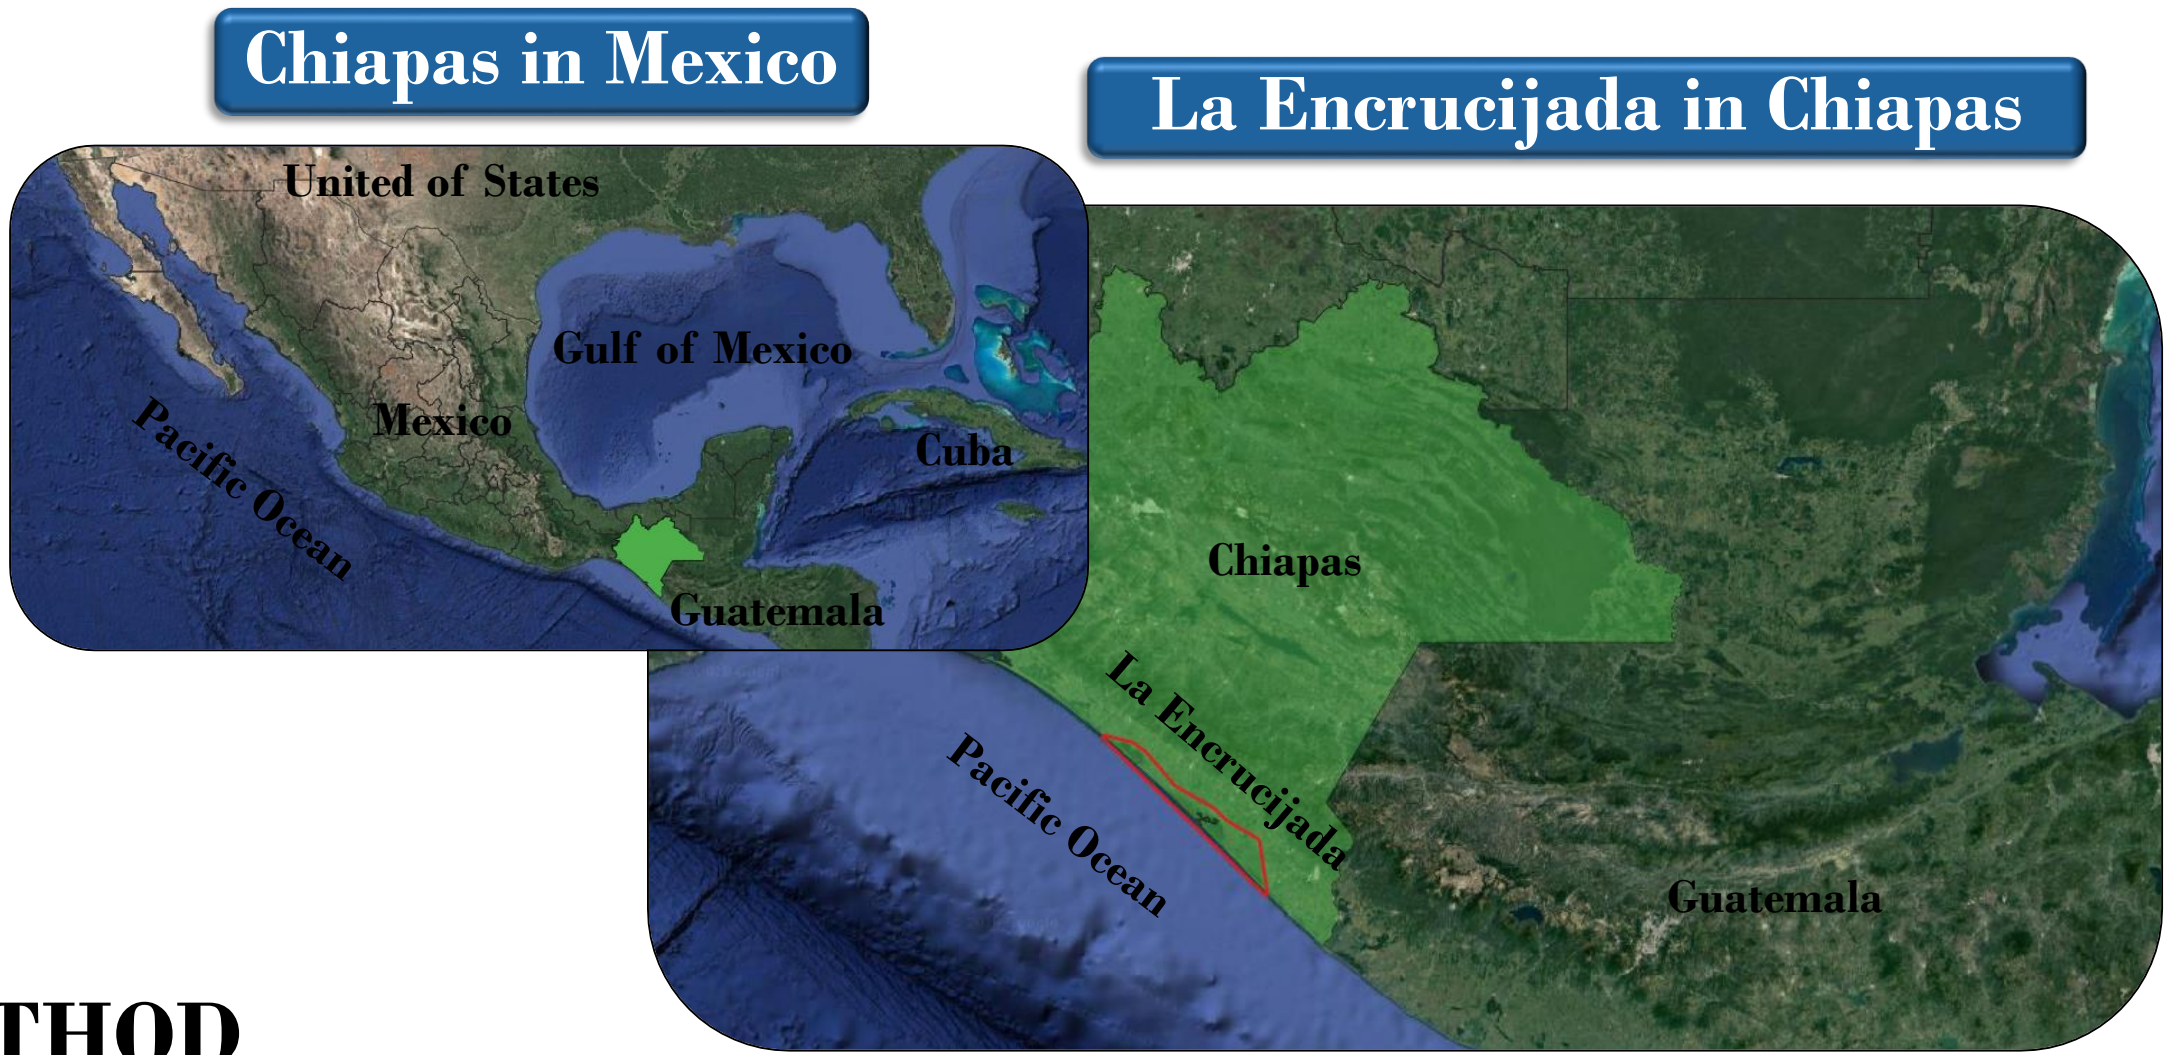 Chiapas in Mexico
La Encrucijada in Chiapas
United of States
Gulf of Mexico
Mexico
Pacific Ocean
Cuba
Guatemala
Chiapas
La Encrucijada
Pacific Ocean
Guatemala
THOD